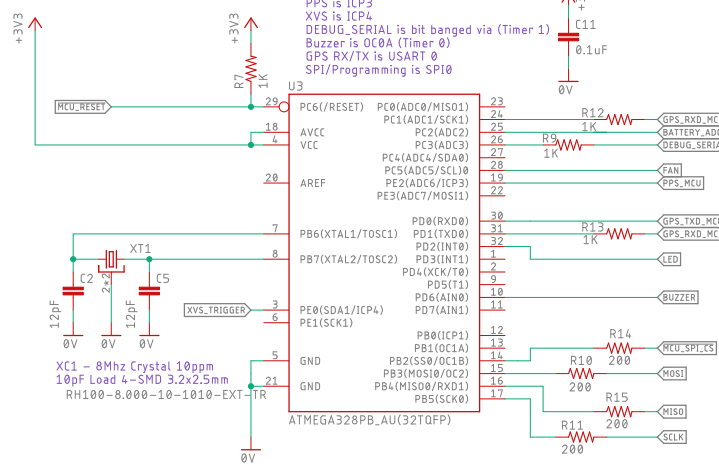 PPS is ICP3
XVS is ICP4
DEBUG_SERIAL is bit banged via (Timer 1)
Buzzer is OC0A (Timer 0)
GPS RX/TX is USART 0
SPI/Programming is SPI0
+3V3
+3V3
R7
1K
C11
0.1uF
0V
U3
MCU_RESET
29 PC6(/RESET)
18 AVCC
4 VCC
20 AREF
7 PB6(XTAL1/TOSC1)
8 PB7(XTAL2/TOSC2)
XVS_TRIGGER
3 PE0(SDA1/ICP4)
6 PE1(SCK1)
5 GND
21 GND
PC0(ADC0/MISO1) 23
PC1(ADC1/SCK1) 24
PC2(ADC2) 25
PC3(ADC3) 26
PC4(ADC4/SDA0) 27
PC5(ADC5/SCL)0 28
PE2(ADC6/ICP3) 19
PE3(ADC7/MOSI1) 22
PD0(RXD0) 30
PD1(TXD0) 31
PD2(INT0) 32
PD3(INT1) 1
PD4(XCK/T0) 2
PD5(T1) 9
PD6(AIN0) 10
PD7(AIN1) 11
PB0(ICP1) 12
PB1(OC1A) 13
PB2(SS0/OC1B) 14
PB3(MOSI0/OC2) 15
PB4(MISO0/RXD1) 16
PB5(SCK0) 17
R12
1K
GPS_RXD_MC
BATTERY_ADC
R9
1K
DEBUG_SERIA
FAN
PPS_MCU
GPS_TXD_MC
R13
1K
GPS_RXD_MC
LED
BUZZER
R14
200
MCU_SPI_CS
R10
200
MOSI
R15
200
MISO
R11
200
SCLK
XT1
2*2
C2
12pF
C5
12pF
0V
0V
0V
XC1 - 8Mhz Crystal 10ppm
10pF Load 4-SMD 3.2x2.5mm
RH100-8.000-10-1010-EXT-TR
0V
ATMEGA328PB_AU(32TQFP)